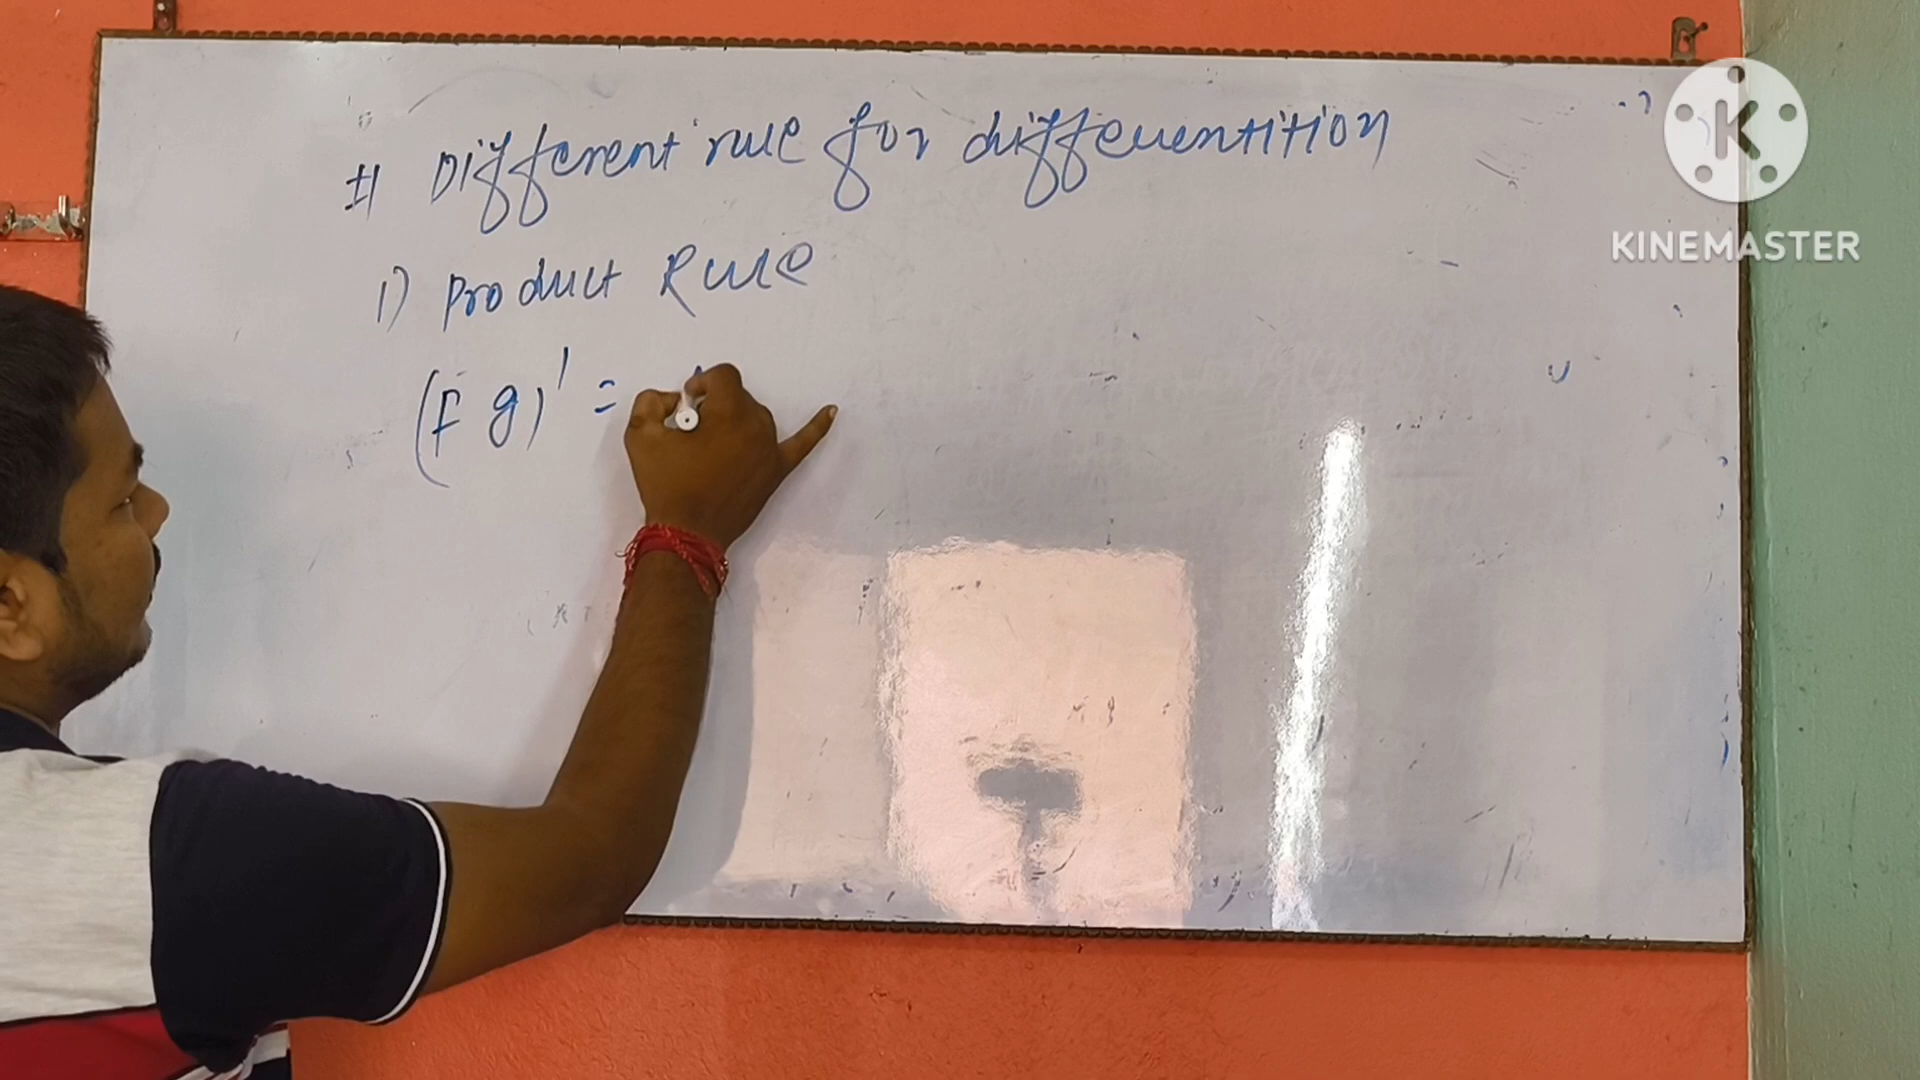 # Different rule for differentition
1) Product Rule
(F g)' =
K
KINEMASTER